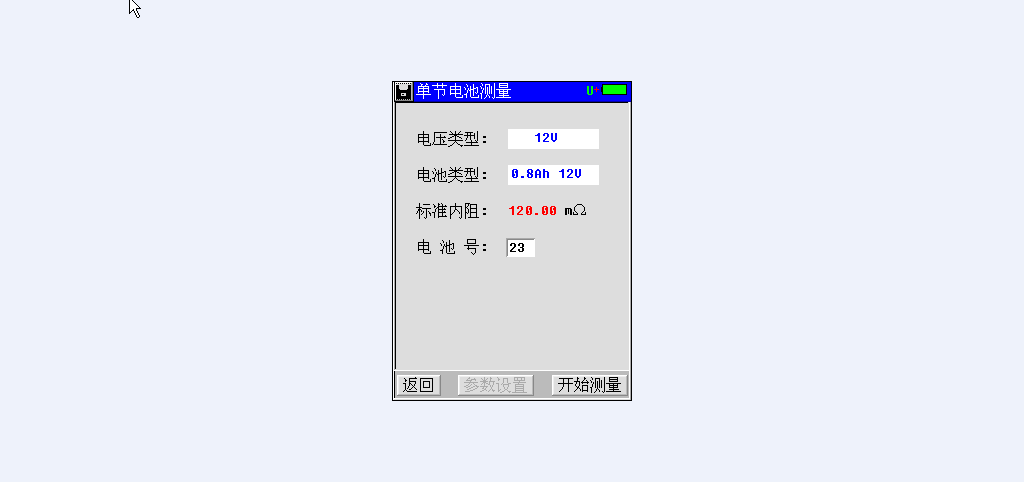 单节电池测量 U+
电压类型: 12V
电池类型: 0.8Ah 12V
标准内阻: 120.00 mΩ
电 池 号: 23
返回 参数设置 开始测量